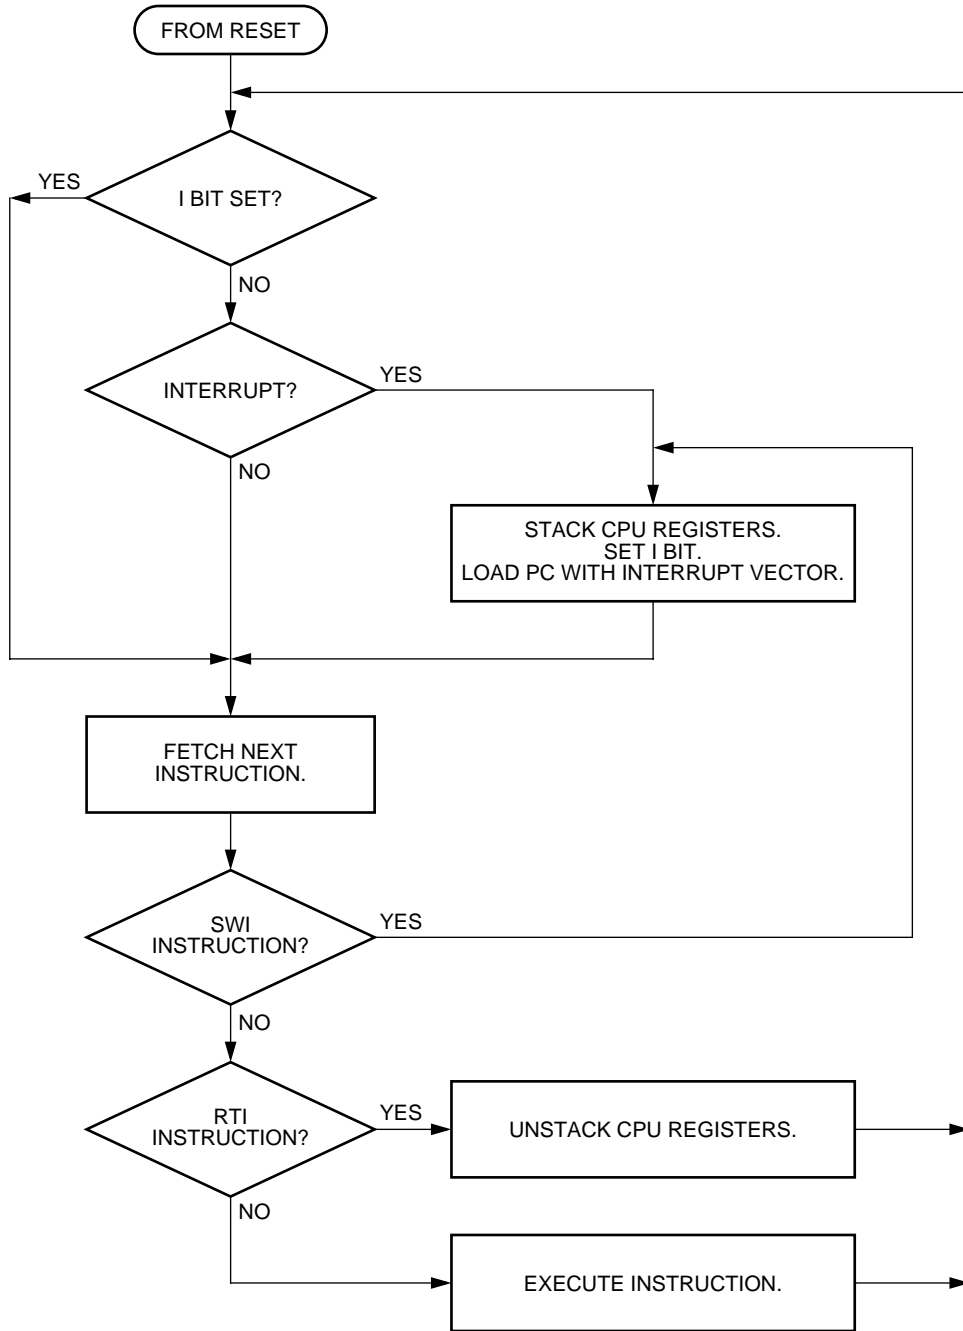 FROM RESET
YES
I BIT SET?
NO
INTERRUPT?
YES
NO
STACK CPU REGISTERS.
SET I BIT.
LOAD PC WITH INTERRUPT VECTOR.
FETCH NEXT
INSTRUCTION.
SWI
INSTRUCTION?
YES
NO
RTI
INSTRUCTION?
YES
UNSTACK CPU REGISTERS.
NO
EXECUTE INSTRUCTION.